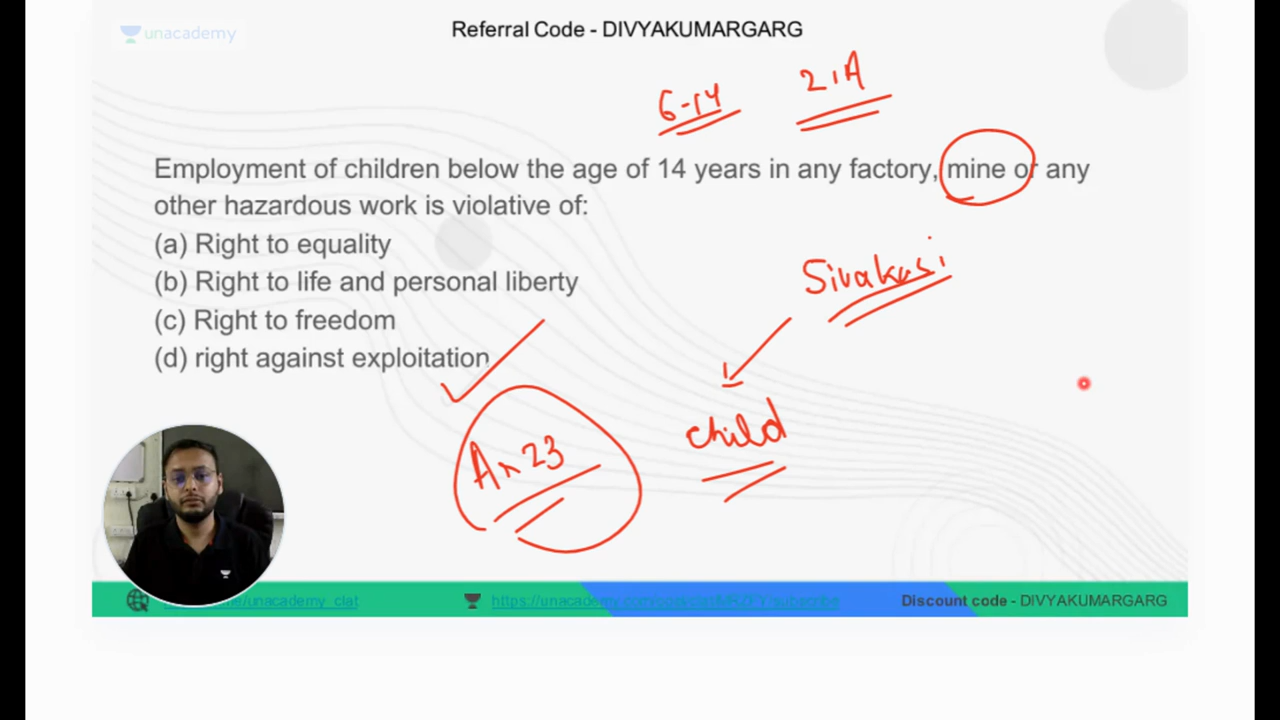 unacademy
Referral Code - DIVYAKUMARGARG
6-14 21A
Employment of children below the age of 14 years in any factory, mine or any
other hazardous work is violative of:
(a) Right to equality
(b) Right to life and personal liberty
(c) Right to freedom
(d) right against exploitation
Sivakasi
child
Ar 23
/unacademy_clat
Discount code - DIVYAKUMARGARG